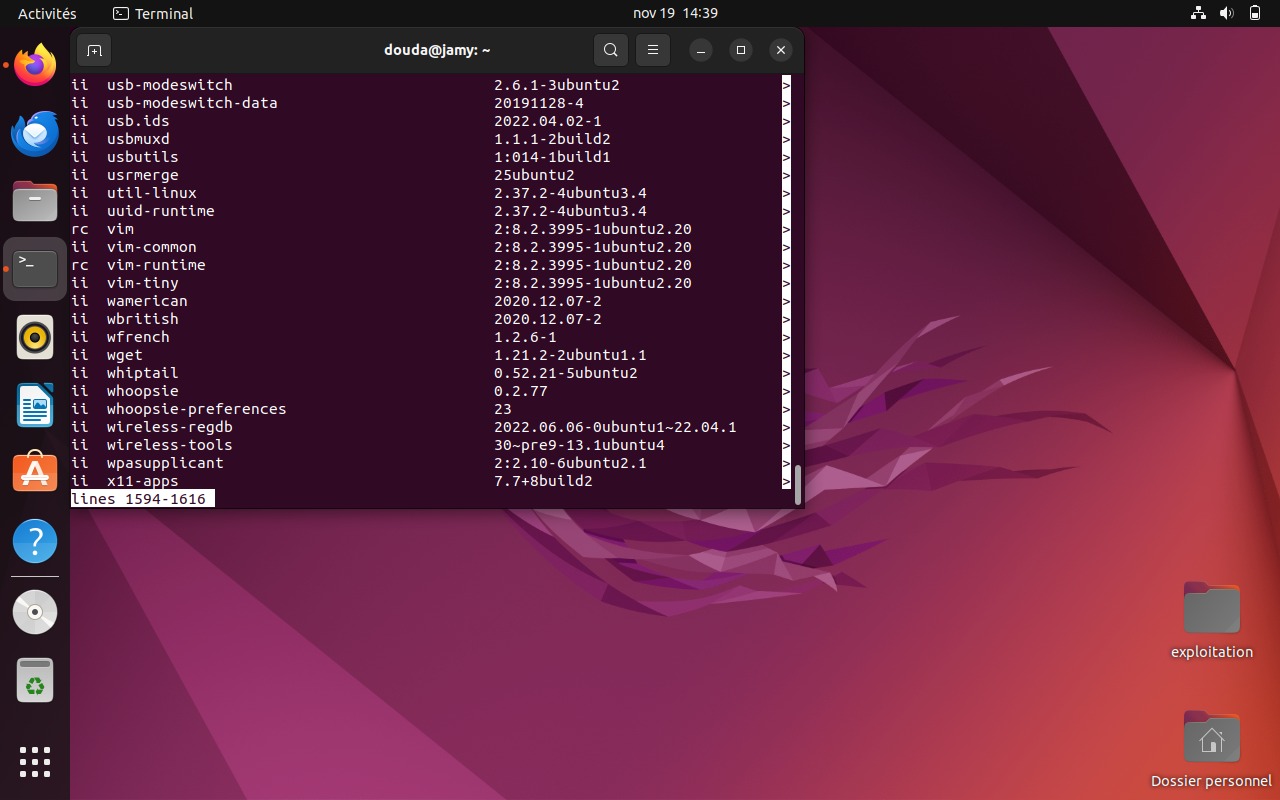 Activités Terminal nov 19 14:39
douda@jamy: ~
ii usb-modeswitch 2.6.1-3ubuntu2 >
ii usb-modeswitch-data 20191128-4 >
ii usb.ids 2022.04.02-1 >
ii usbmuxd 1.1.1-2build2 >
ii usbutils 1:014-1build1 >
ii usrmerge 25ubuntu2 >
ii util-linux 2.37.2-4ubuntu3.4 >
ii uuid-runtime 2.37.2-4ubuntu3.4 >
rc vim 2:8.2.3995-1ubuntu2.20 >
ii vim-common 2:8.2.3995-1ubuntu2.20 >
rc vim-runtime 2:8.2.3995-1ubuntu2.20 >
ii vim-tiny 2:8.2.3995-1ubuntu2.20 >
ii wamerican 2020.12.07-2 >
ii wbritish 2020.12.07-2 >
ii wfrench 1.2.6-1 >
ii wget 1.21.2-2ubuntu1.1 >
ii whiptail 0.52.21-5ubuntu2 >
ii whoopsie 0.2.77 >
ii whoopsie-preferences 23 >
ii wireless-regdb 2022.06.06-0ubuntu1~22.04.1 >
ii wireless-tools 30~pre9-13.1ubuntu4 >
ii wpasupplicant 2:2.10-6ubuntu2.1 >
ii x11-apps 7.7+8build2 >
lines 1594-1616
exploitation
Dossier personnel